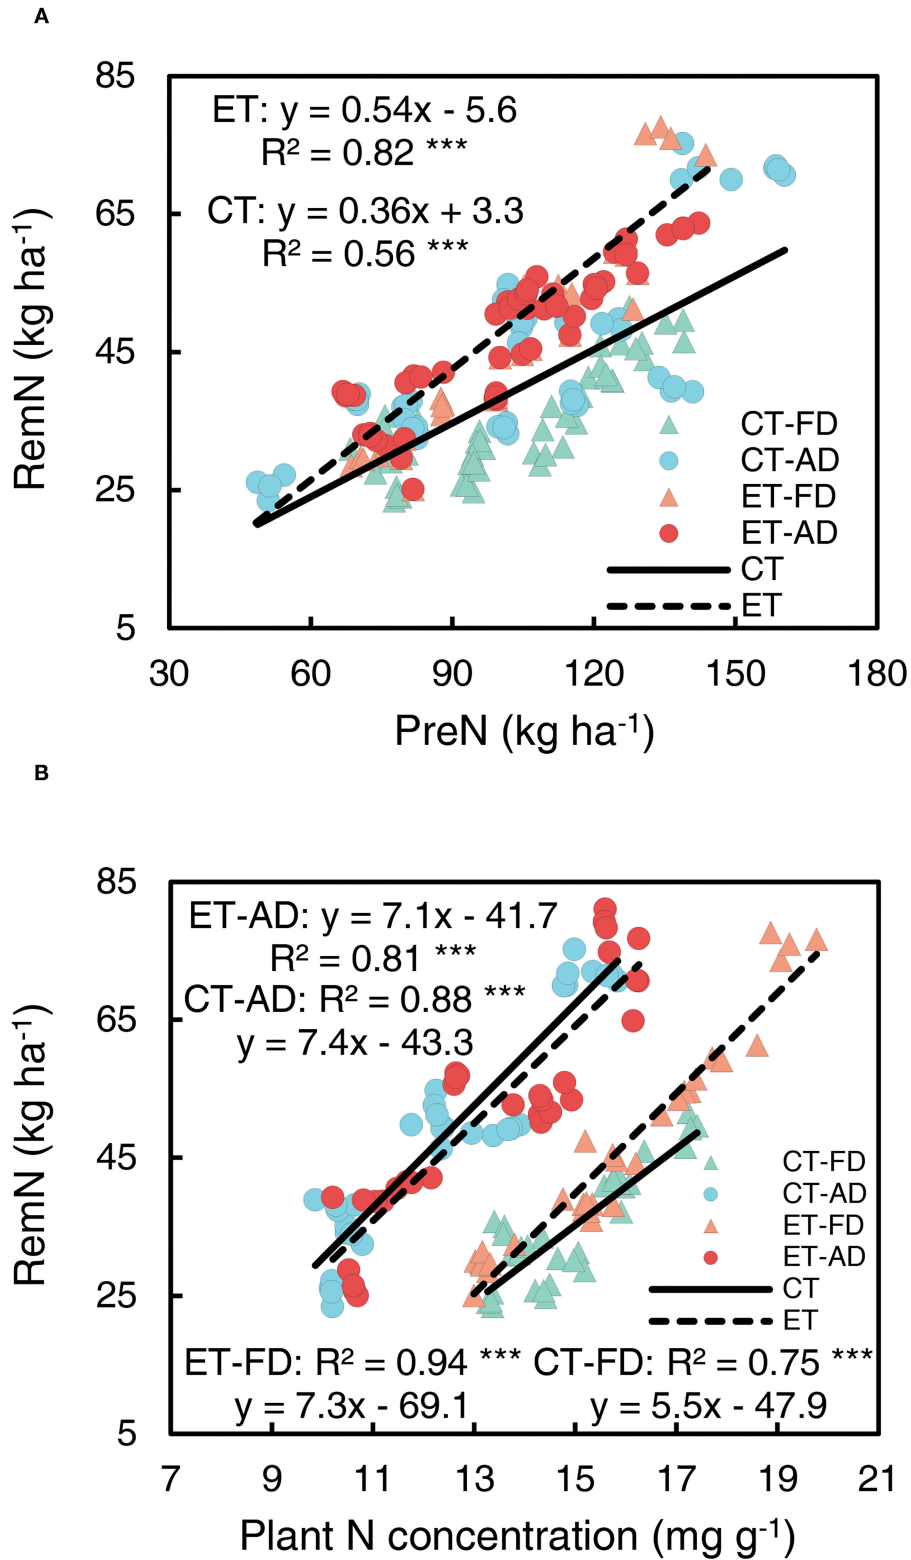 A
85
65
45
25
5
RemN (kg ha⁻¹)
ET: y = 0.54x - 5.6
R² = 0.82 ***
CT: y = 0.36x + 3.3
R² = 0.56 ***
CT-FD
CT-AD
ET-FD
ET-AD
CT
ET
30 60 90 120 150 180
PreN (kg ha⁻¹)
B
85
65
45
25
5
RemN (kg ha⁻¹)
ET-AD: y = 7.1x - 41.7
R² = 0.81 ***
CT-AD: R² = 0.88 ***
y = 7.4x - 43.3
CT-FD
CT-AD
ET-FD
ET-AD
CT
ET
ET-FD: R² = 0.94 *** CT-FD: R² = 0.75 ***
y = 7.3x - 69.1 y = 5.5x - 47.9
7 9 11 13 15 17 19 21
Plant N concentration (mg g⁻¹)